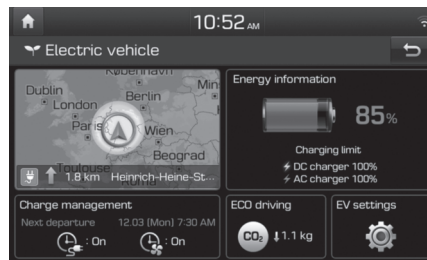 10:52 AM
Electric vehicle
København
Dublin
Berlin
Min
London
Paris
Wien
Beograd
Toulouse
Roma
1.8 km Heinrich-Heine-St...
Energy information
85%
Charging limit
DC charger 100%
AC charger 100%
Charge management
Next departure 12.03 (Mon) 7:30 AM
: On : On
ECO driving
CO₂ 1.1 kg
EV settings